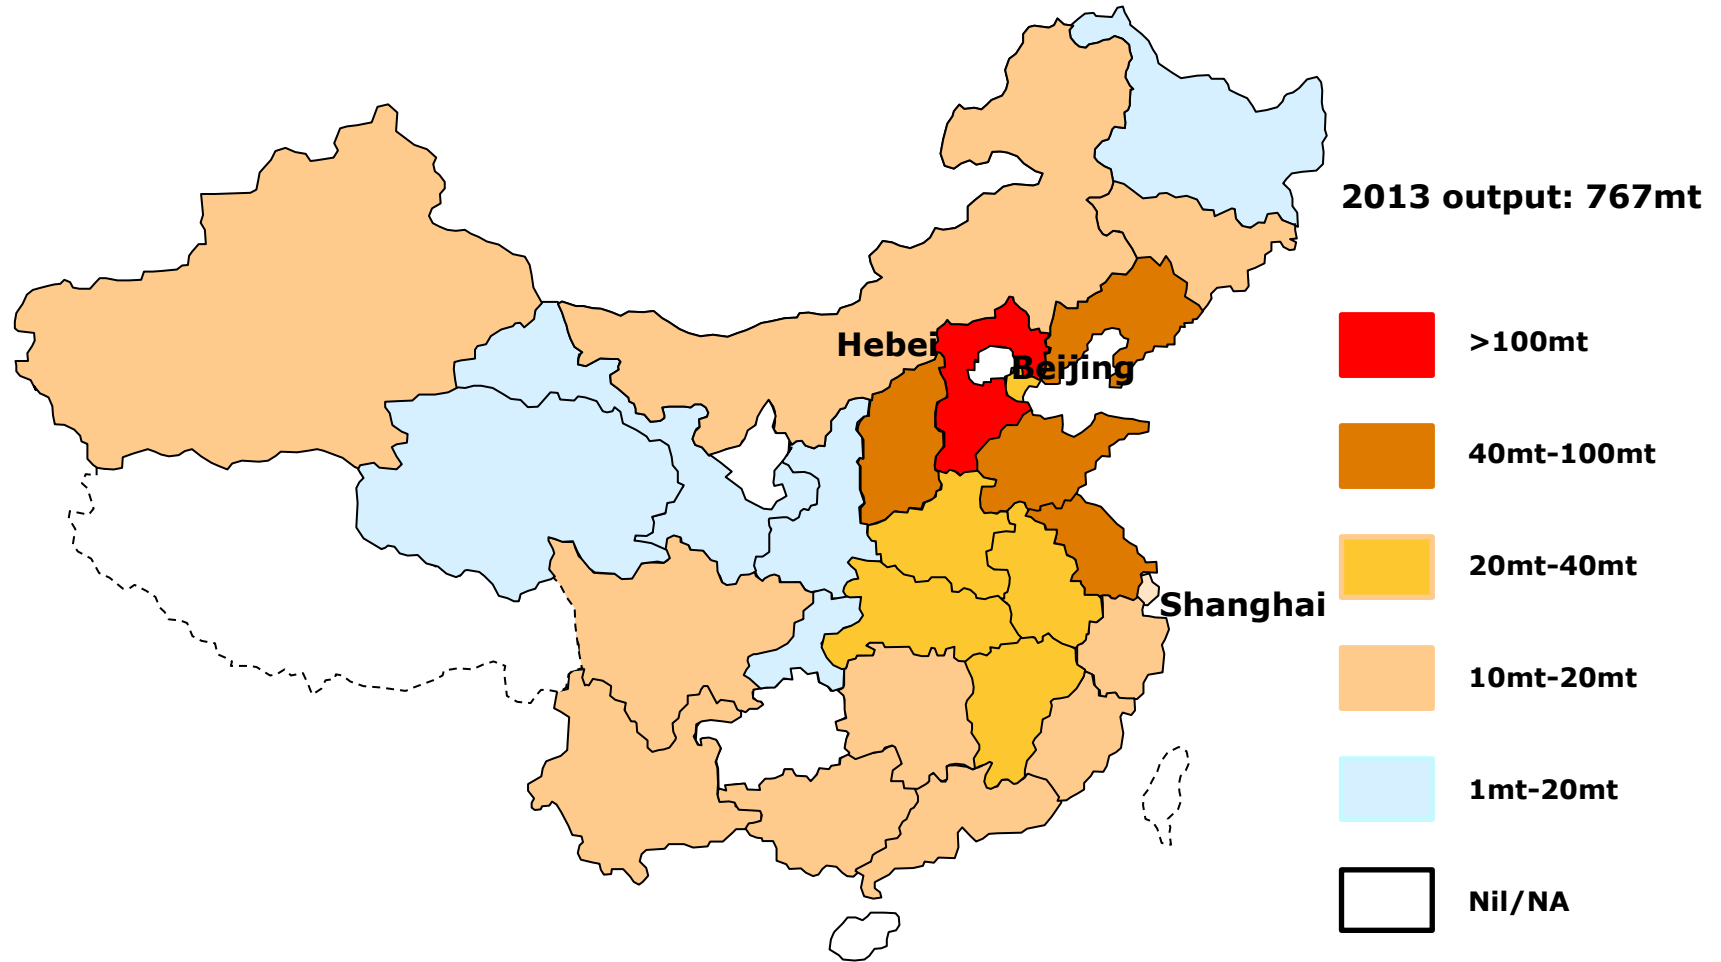 2013 output: 767mt
Hebei
Beijing
Shanghai
>100mt
40mt-100mt
20mt-40mt
10mt-20mt
1mt-20mt
Nil/NA